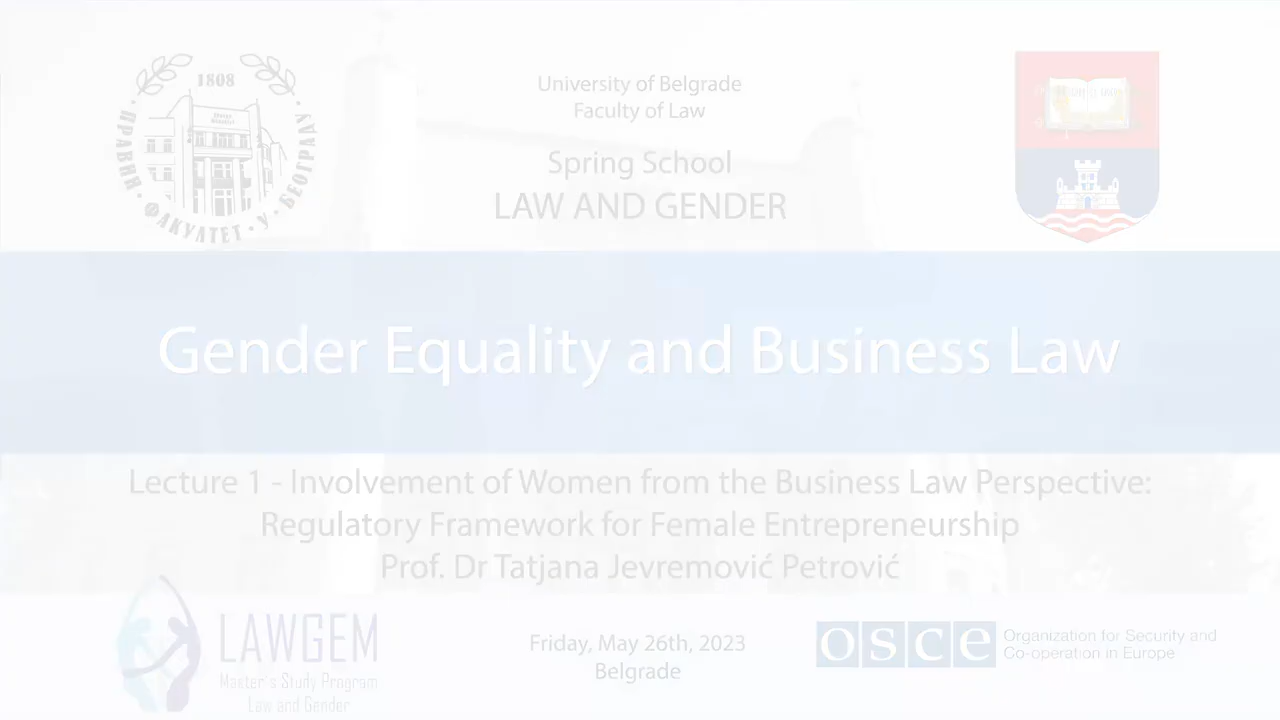 1808
ПРАВНИ · ФАКУЛТЕТ · У · БЕОГРАДУ
University of Belgrade
Faculty of Law
Spring School
LAW AND GENDER
Gender Equality and Business Law
Lecture 1 - Involvement of Women from the Business Law Perspective:
Regulatory Framework for Female Entrepreneurship
Prof. Dr Tatjana Jevremović Petrović
LAWGEM
Master's Study Program
Law and Gender
Friday, May 26th, 2023
Belgrade
osce
Organization for Security and
Co-operation in Europe